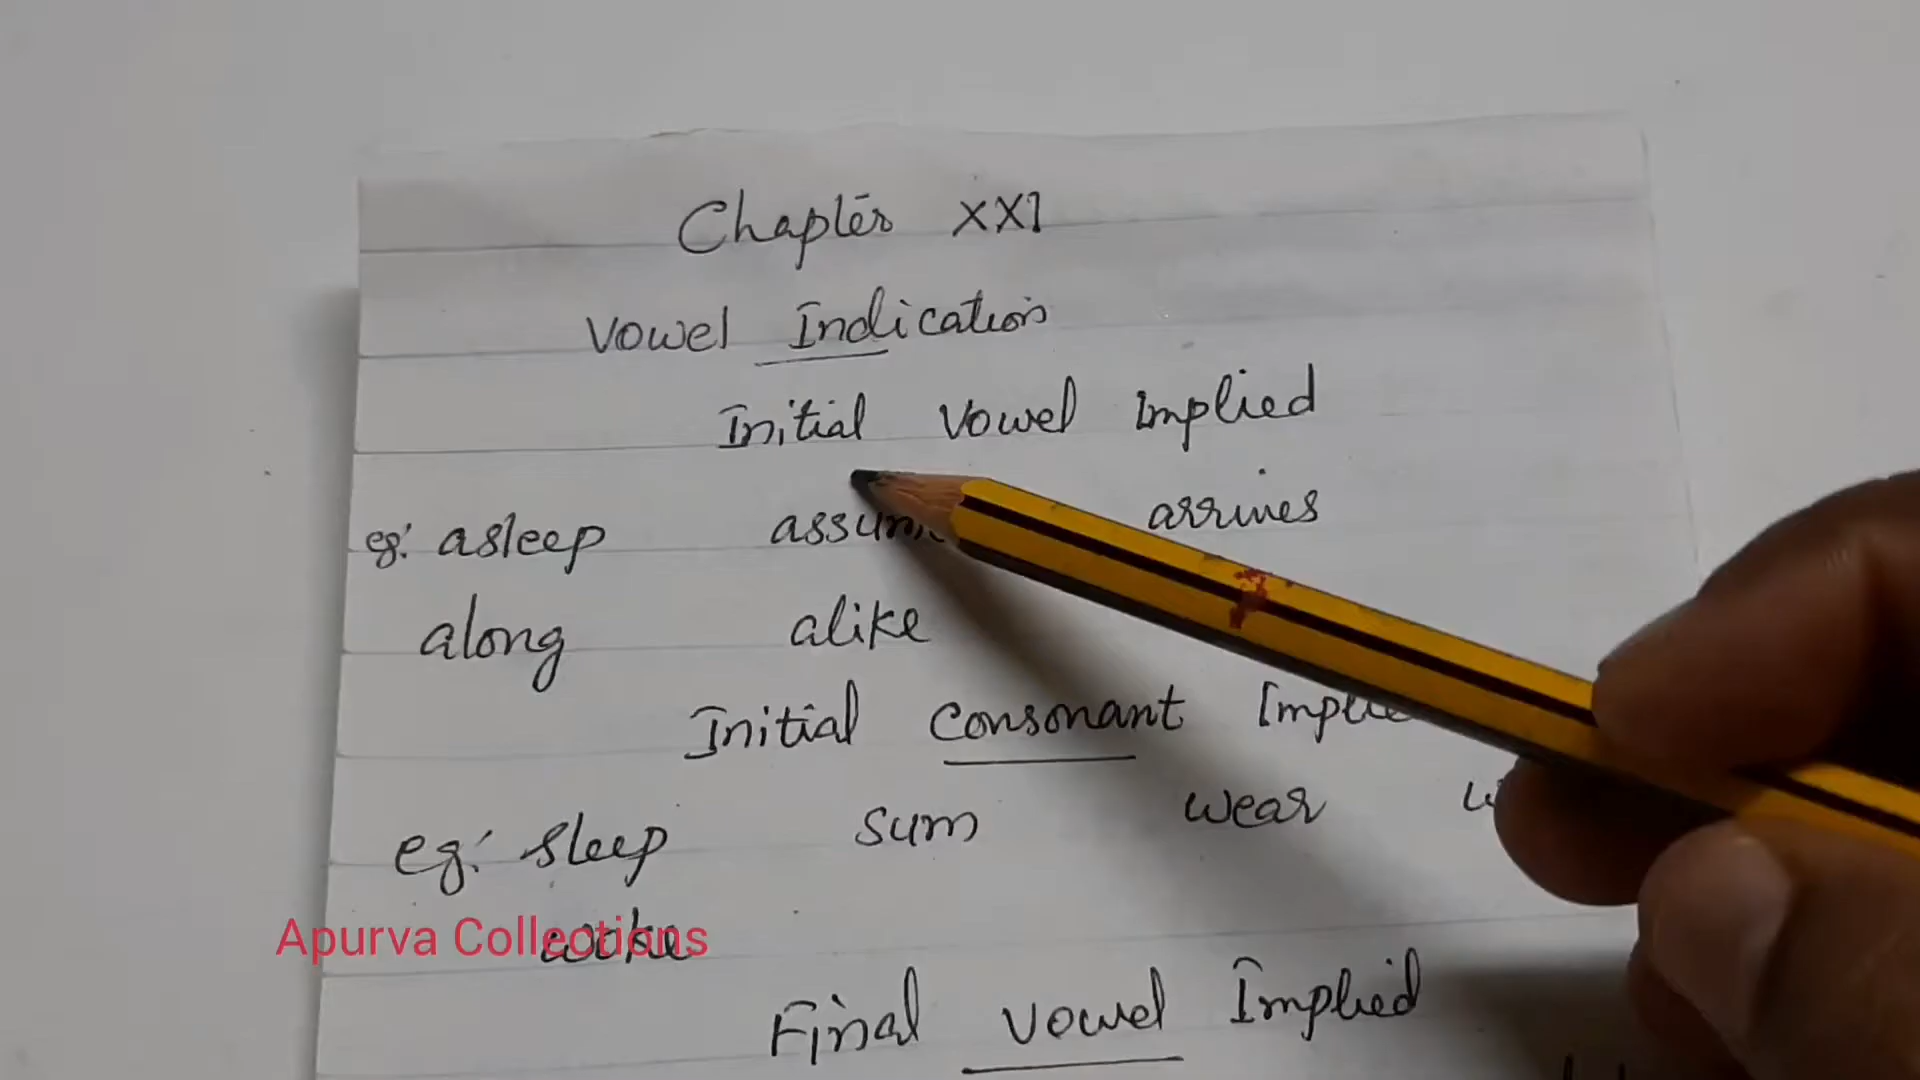 Chapter XXI
Vowel Indication
Initial Vowel Implied
eg: asleep arrives
along alike
Initial Consonant
eg: sleep sum wear
Apurva Collections
Final Vowel Implied